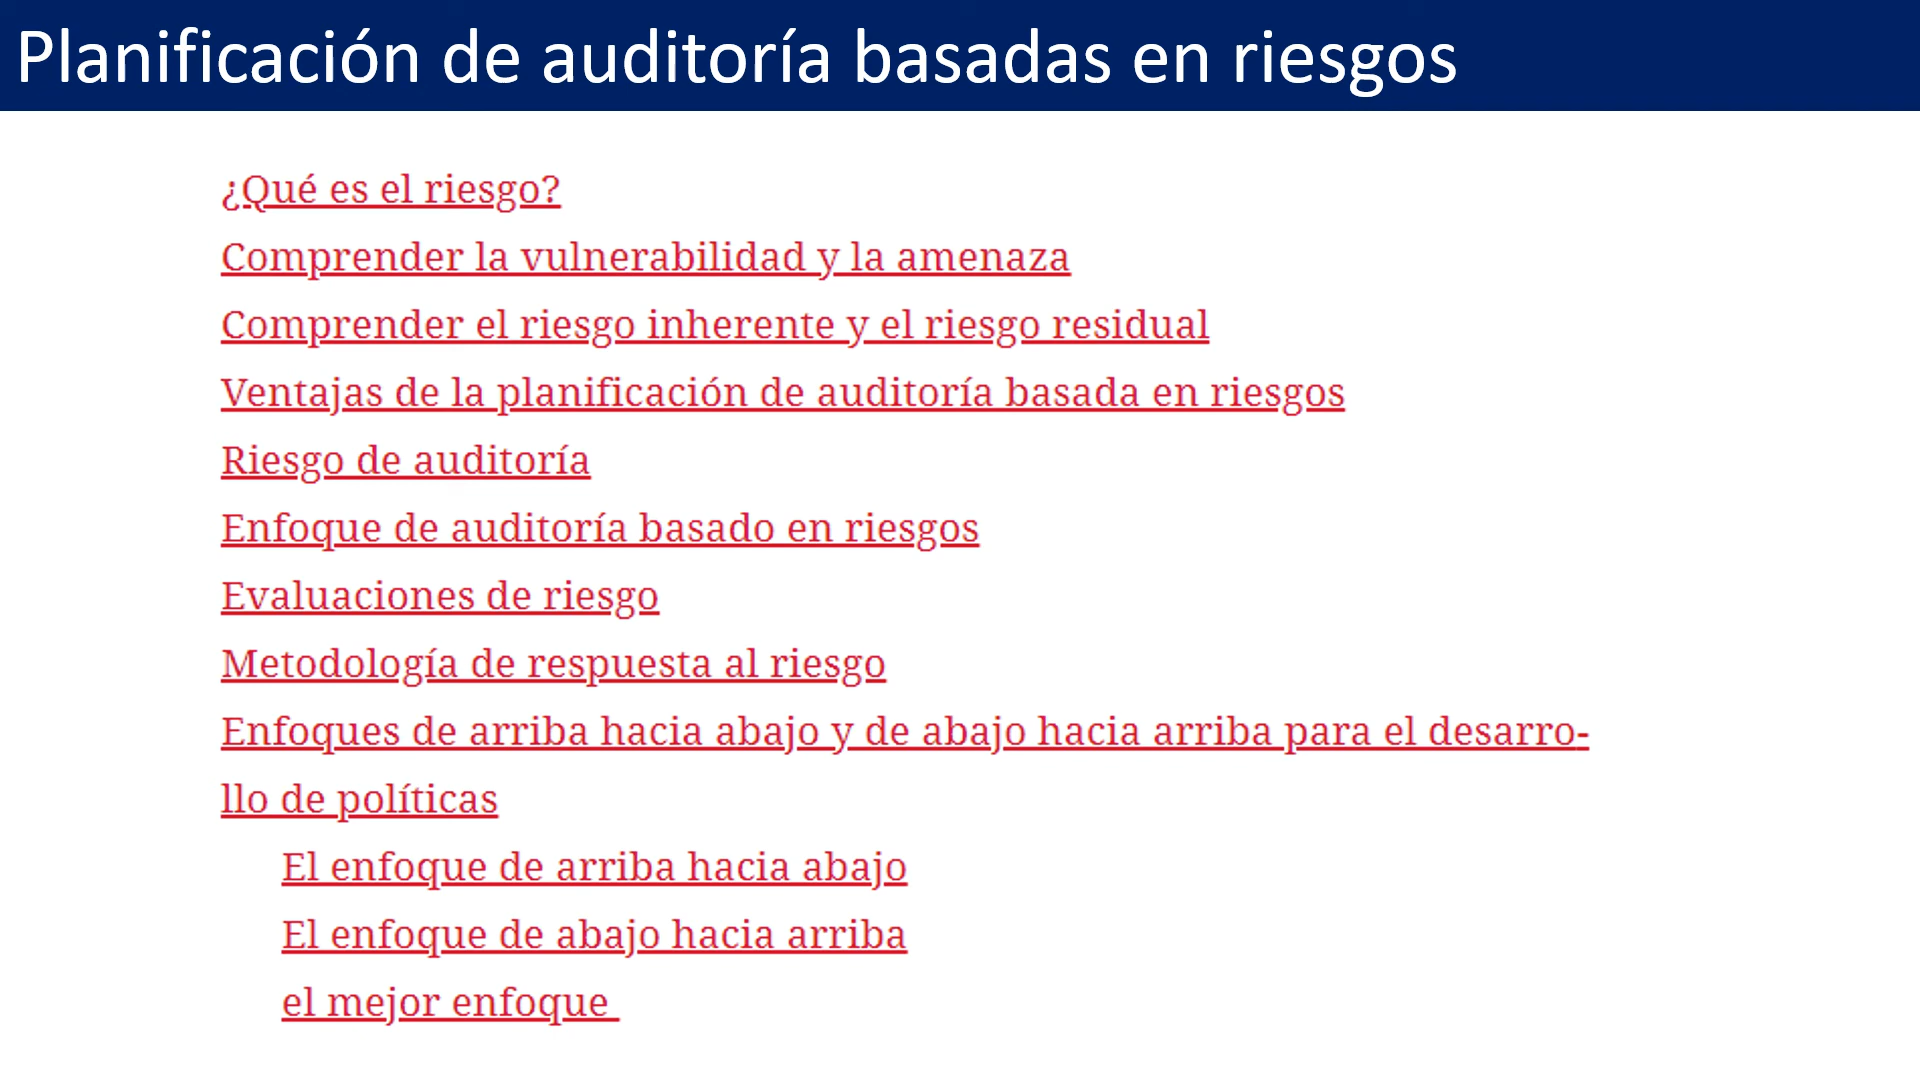 Planificación de auditoría basadas en riesgos
¿Qué es el riesgo?
Comprender la vulnerabilidad y la amenaza
Comprender el riesgo inherente y el riesgo residual
Ventajas de la planificación de auditoría basada en riesgos
Riesgo de auditoría
Enfoque de auditoría basado en riesgos
Evaluaciones de riesgo
Metodología de respuesta al riesgo
Enfoques de arriba hacia abajo y de abajo hacia arriba para el desarro-
llo de políticas
El enfoque de arriba hacia abajo
El enfoque de abajo hacia arriba
el mejor enfoque